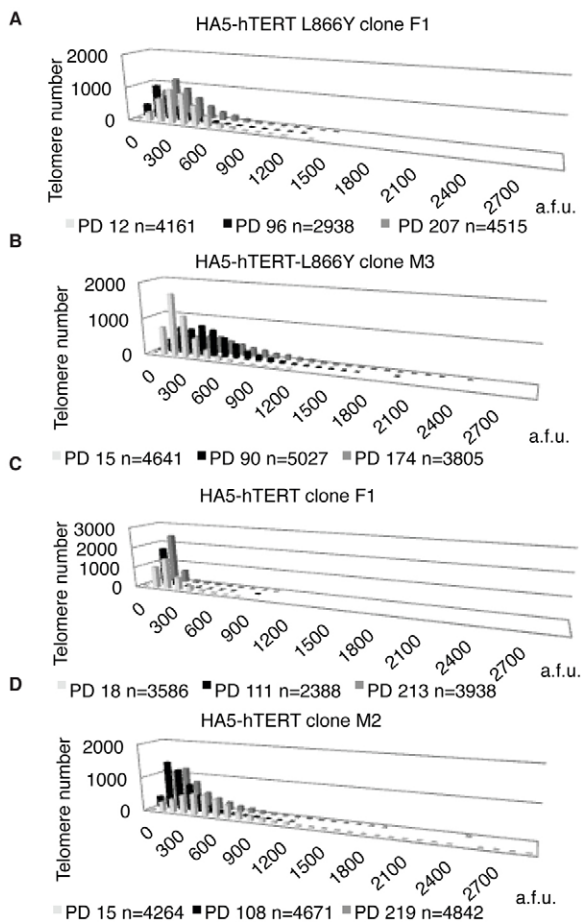 A
HA5-hTERT L866Y clone F1
Telomere number
2000
1000
0
0 300 600 900 1200 1500 1800 2100 2400 2700
a.f.u.
PD 12 n=4161 PD 96 n=2938 PD 207 n=4515
B
HA5-hTERT-L866Y clone M3
Telomere number
2000
1000
0
0 300 600 900 1200 1500 1800 2100 2400 2700
a.f.u.
PD 15 n=4641 PD 90 n=5027 PD 174 n=3805
C
HA5-hTERT clone F1
Telomere number
3000
2000
1000
0
0 300 600 900 1200 1500 1800 2100 2400 2700
a.f.u.
PD 18 n=3586 PD 111 n=2388 PD 213 n=3938
D
HA5-hTERT clone M2
Telomere number
2000
1000
0
0 300 600 900 1200 1500 1800 2100 2400 2700
a.f.u.
PD 15 n=4264 PD 108 n=4671 PD 219 n=4842